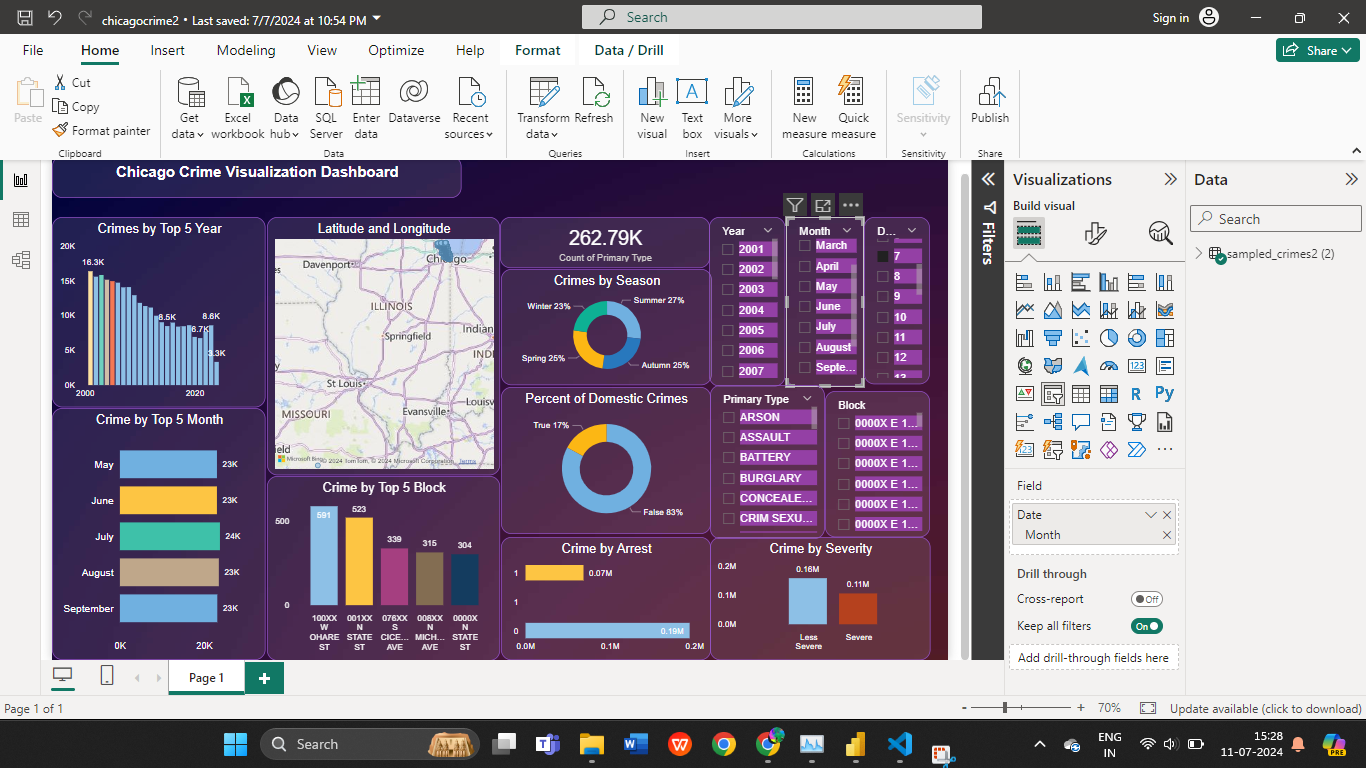 chicagocrime2 • Last saved: 7/7/2024 at 10:54 PM
Search
Sign in
File Home Insert Modeling View Optimize Help Format Data / Drill
Share
Paste
Cut
Copy
Format painter
Get data
Excel workbook
Data hub
SQL Server
Enter data
Dataverse
Recent sources
Transform data
Refresh
New visual
Text box
More visuals
New measure
Quick measure
Sensitivity
Publish
Clipboard
Data
Queries
Insert
Calculations
Sensitivity
Share
Chicago Crime Visualization Dashboard
Crimes by Top 5 Year
20K
16.3K
15K
10K
8.5K
8.6K
6.7K
5K
3.3K
0K
2000
2020
Latitude and Longitude
Davenport
Chicago
ILLINOIS
Indian
Springfield
INDI
St Louis
MISSOURI
Evansville
Louisv
field
Microsoft Bing
© 2024 TomTom, © 2024 Microsoft Corporation Terms
262.79K
Count of Primary Type
Crimes by Season
Winter 23%
Summer 27%
Spring 25%
Autumn 25%
Year
2001
2002
2003
2004
2005
2006
2007
Month
March
April
May
June
July
August
Septe...
D...
7
8
9
10
11
12
13
Crime by Top 5 Month
May
23K
June
23K
July
24K
August
23K
September
23K
0K
20K
Crime by Top 5 Block
500
0
591
523
339
315
304
100XX W OHARE ST
001XX N STATE ST
076XX S CICE... AVE
008XX N MICH... AVE
0000X N STATE ST
Percent of Domestic Crimes
True 17%
False 83%
Primary Type
ARSON
ASSAULT
BATTERY
BURGLARY
CONCEALE...
CRIM SEXU...
Block
0000X E 1...
0000X E 1...
0000X E 1...
0000X E 1...
0000X E 1...
0000X E 1...
Crime by Arrest
1
0.07M
1
0
0.19M
0.0M
0.1M
0.2M
Crime by Severity
0.2M
0.1M
0.0M
0.16M
0.11M
Less Severe
Severe
Filters
Visualizations
Build visual
123
R
Py
123
Field
Date
Month
Drill through
Cross-report
Off
Keep all filters
On
Add drill-through fields here
Data
Search
sampled_crimes2 (2)
Page 1
Page 1 of 1
- + 70%
Update available (click to download)
Search
ENG
IN
15:28
11-07-2024
PRE